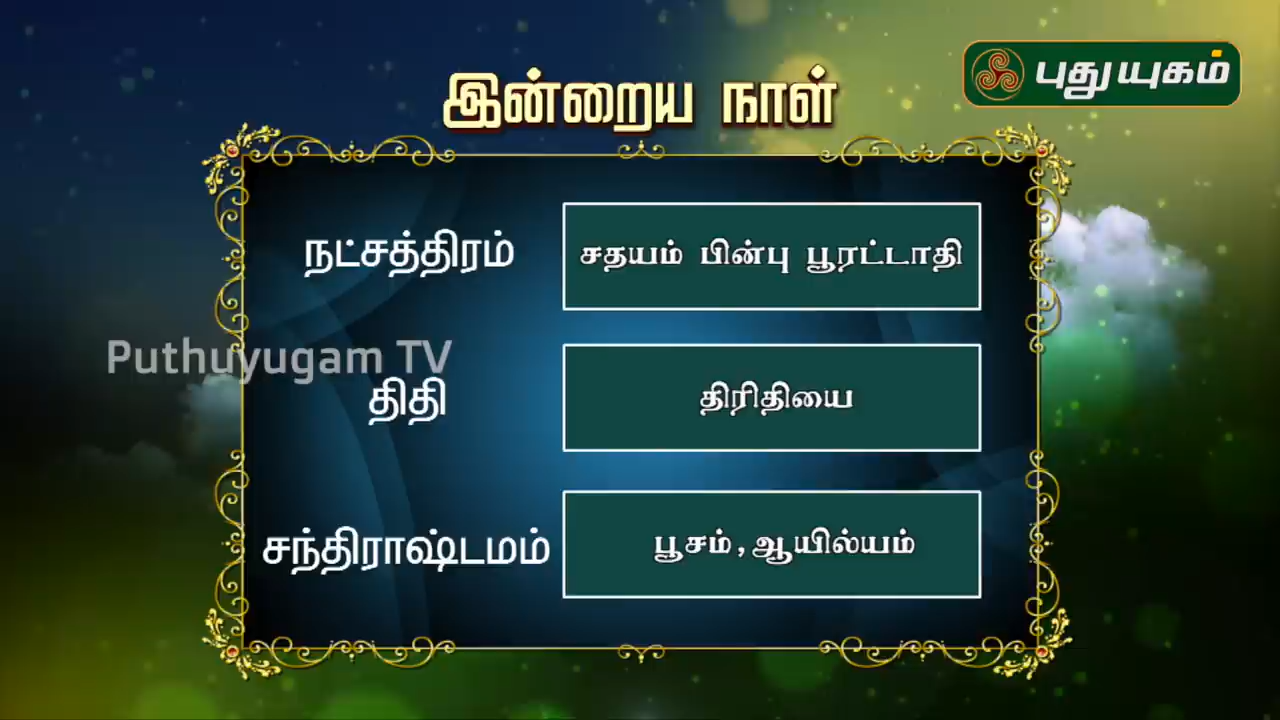 இன்றைய நாள்
புதுயுகம்
நட்சத்திரம்
சதயம் பின்பு பூரட்டாதி
Puthuyugam TV
திதி
திரிதியை
சந்திராஷ்டமம்
பூசம்,ஆயில்யம்